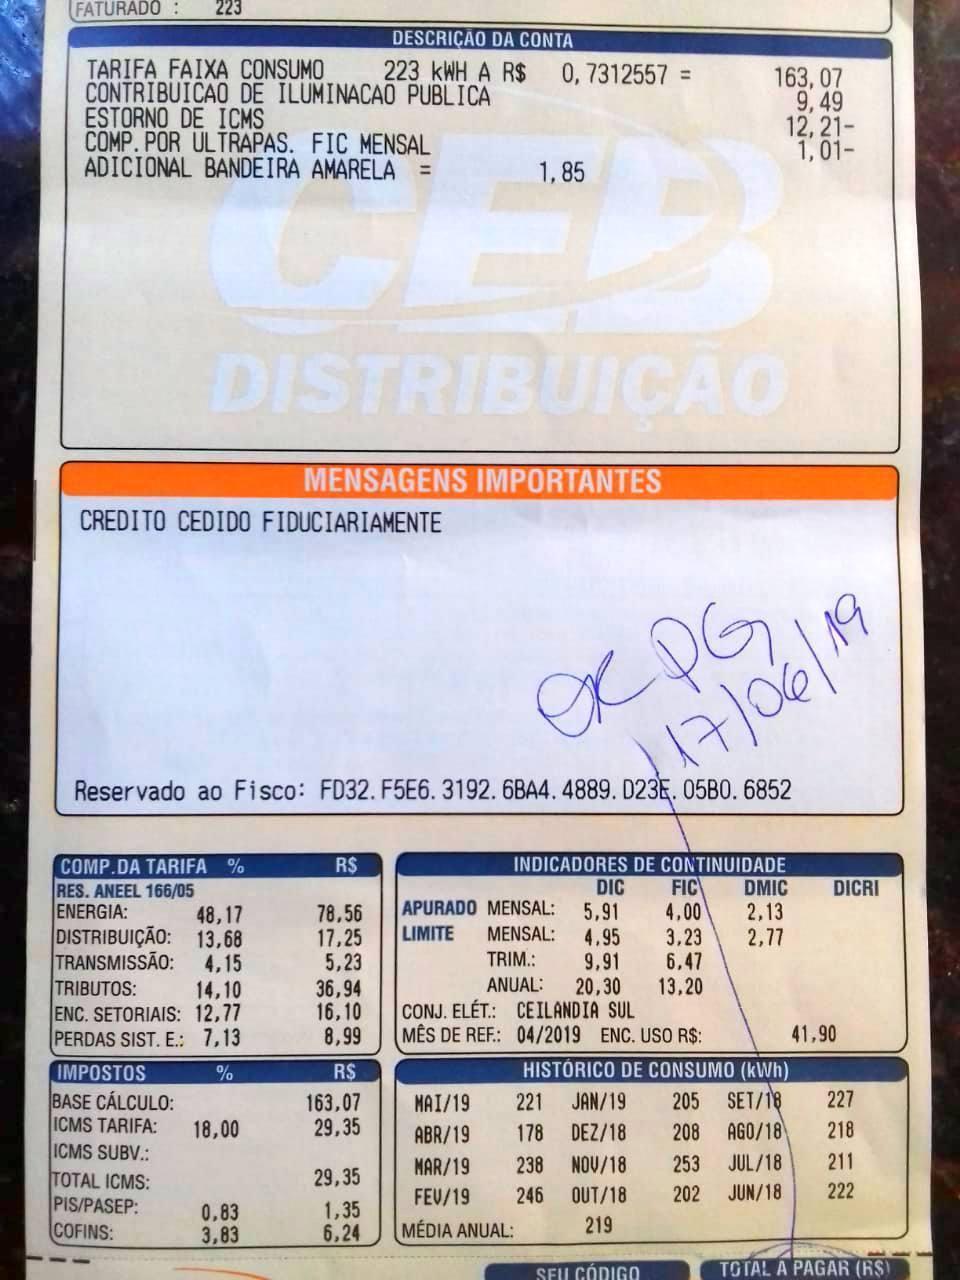 FATURADO : 223
DESCRIÇÃO DA CONTA
TARIFA FAIXA CONSUMO 223 kWH A R$ 0,7312557 = 163,07
CONTRIBUICAO DE ILUMINACAO PUBLICA 9,49
ESTORNO DE ICMS 12,21-
COMP.POR ULTRAPAS. FIC MENSAL 1,01-
ADICIONAL BANDEIRA AMARELA = 1,85
CEB
DISTRIBUIÇÃO
MENSAGENS IMPORTANTES
CREDITO CEDIDO FIDUCIARIAMENTE
OK PG
17/06/19
Reservado ao Fisco: FD32.F5E6.3192.6BA4.4889.D23E.05B0.6852
COMP.DA TARIFA % R$
RES. ANEEL 166/05
ENERGIA: 48,17 78,56
DISTRIBUIÇÃO: 13,68 17,25
TRANSMISSÃO: 4,15 5,23
TRIBUTOS: 14,10 36,94
ENC. SETORIAIS: 12,77 16,10
PERDAS SIST. E.: 7,13 8,99
INDICADORES DE CONTINUIDADE
DIC FIC DMIC DICRI
APURADO MENSAL: 5,91 4,00 2,13
LIMITE MENSAL: 4,95 3,23 2,77
TRIM.: 9,91 6,47
ANUAL: 20,30 13,20
CONJ. ELÉT.: CEILANDIA SUL
MÊS DE REF.: 04/2019 ENC. USO R$: 41,90
IMPOSTOS % R$
BASE CÁLCULO: 163,07
ICMS TARIFA: 18,00 29,35
ICMS SUBV.:
TOTAL ICMS: 29,35
PIS/PASEP: 0,83 1,35
COFINS: 3,83 6,24
HISTÓRICO DE CONSUMO (kWh)
MAI/19 221 JAN/19 205 SET/18 227
ABR/19 178 DEZ/18 208 AGO/18 218
MAR/19 238 NOV/18 253 JUL/18 211
FEV/19 246 OUT/18 202 JUN/18 222
MÉDIA ANUAL: 219
SEU CÓDIGO TOTAL A PAGAR (R$)